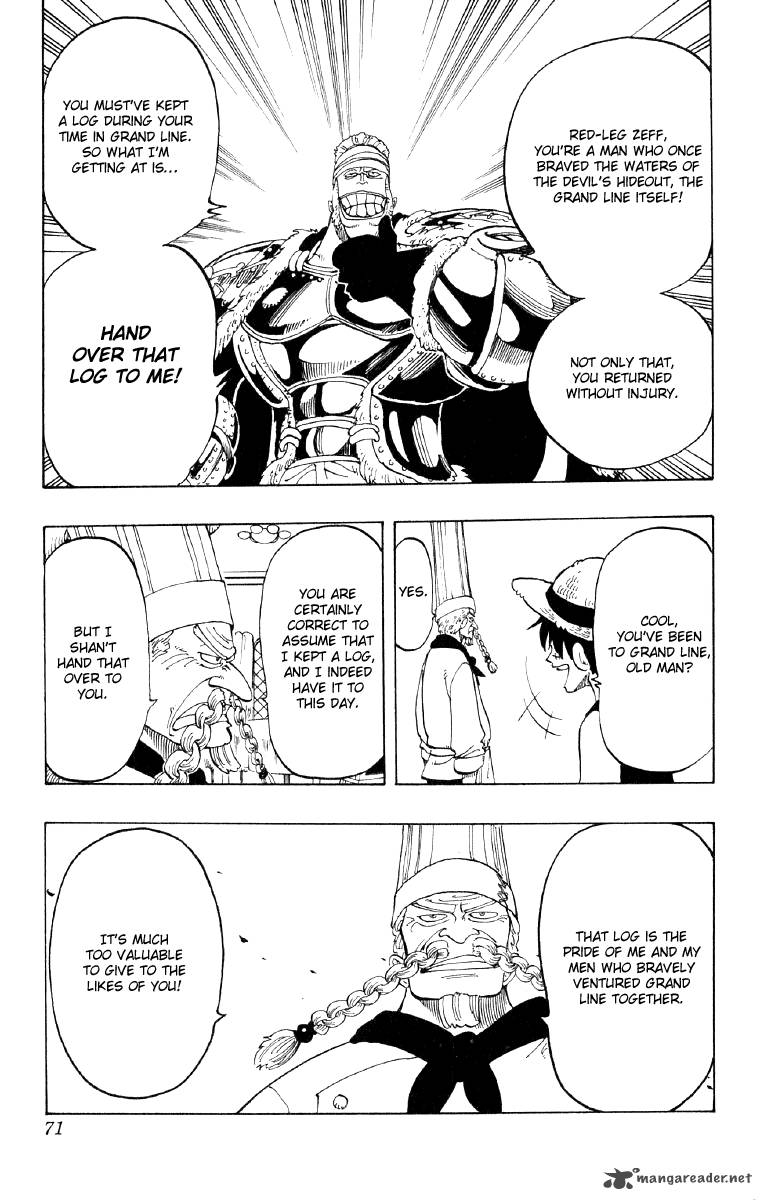 RED-LEG ZEFF,
YOU'RE A MAN WHO ONCE
BRAVED THE WATERS OF
THE DEVIL'S HIDEOUT, THE
GRAND LINE ITSELF!
NOT ONLY THAT,
YOU RETURNED
WITHOUT INJURY.
YOU MUST'VE KEPT
A LOG DURING YOUR
TIME IN GRAND LINE.
SO WHAT I'M
GETTING AT IS...
HAND
OVER THAT
LOG TO ME!
COOL,
YOU'VE BEEN
TO GRAND LINE,
OLD MAN?
YES.
YOU ARE
CERTAINLY
CORRECT TO
ASSUME THAT
I KEPT A LOG,
AND I INDEED
HAVE IT TO
THIS DAY.
BUT I
SHAN'T
HAND THAT
OVER TO
YOU.
THAT LOG IS THE
PRIDE OF ME AND MY
MEN WHO BRAVELY
VENTURED GRAND
LINE TOGETHER.
IT'S MUCH
TOO VALUABLE
TO GIVE TO THE
LIKES OF YOU!
71
mangareader.net